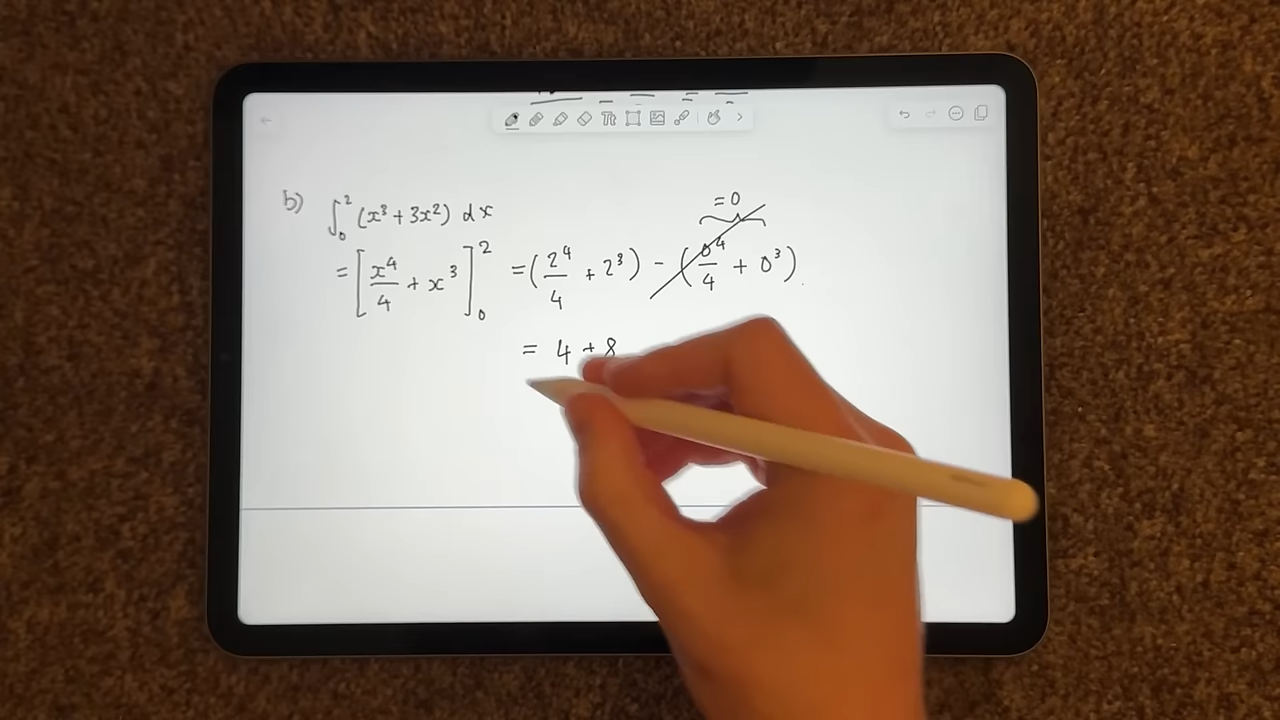 = 0
b) ∫₀² (x³ + 3x²) dx
= [x⁴/4 + x³]₀² = (2⁴/4 + 2³) - (0⁴/4 + 0³)
= 4 + 8